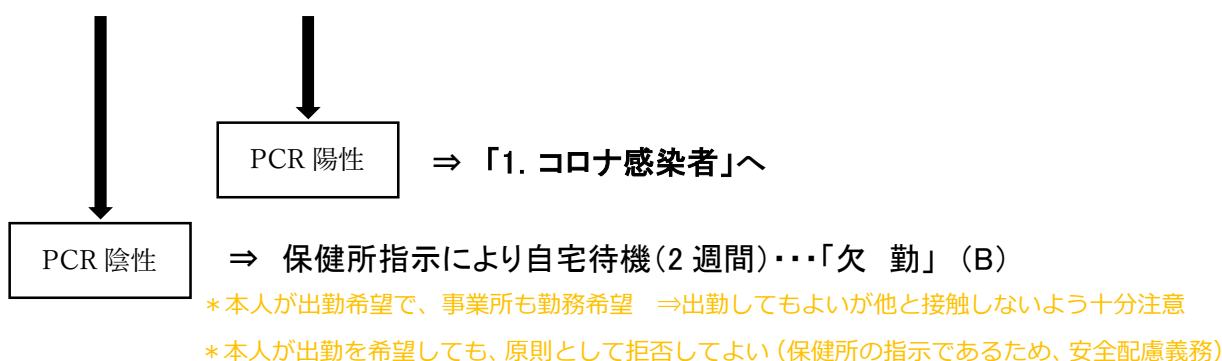 PCR 陽性 ⇒ 「1. コロナ感染者」へ
PCR 陰性 ⇒ 保健所指示により自宅待機(2 週間)・・・「欠　勤」 (B)
＊本人が出勤希望で、事業所も勤務希望　⇒出勤してもよいが他と接触しないよう十分注意
＊本人が出勤を希望しても、原則として拒否してよい(保健所の指示であるため、安全配慮義務)